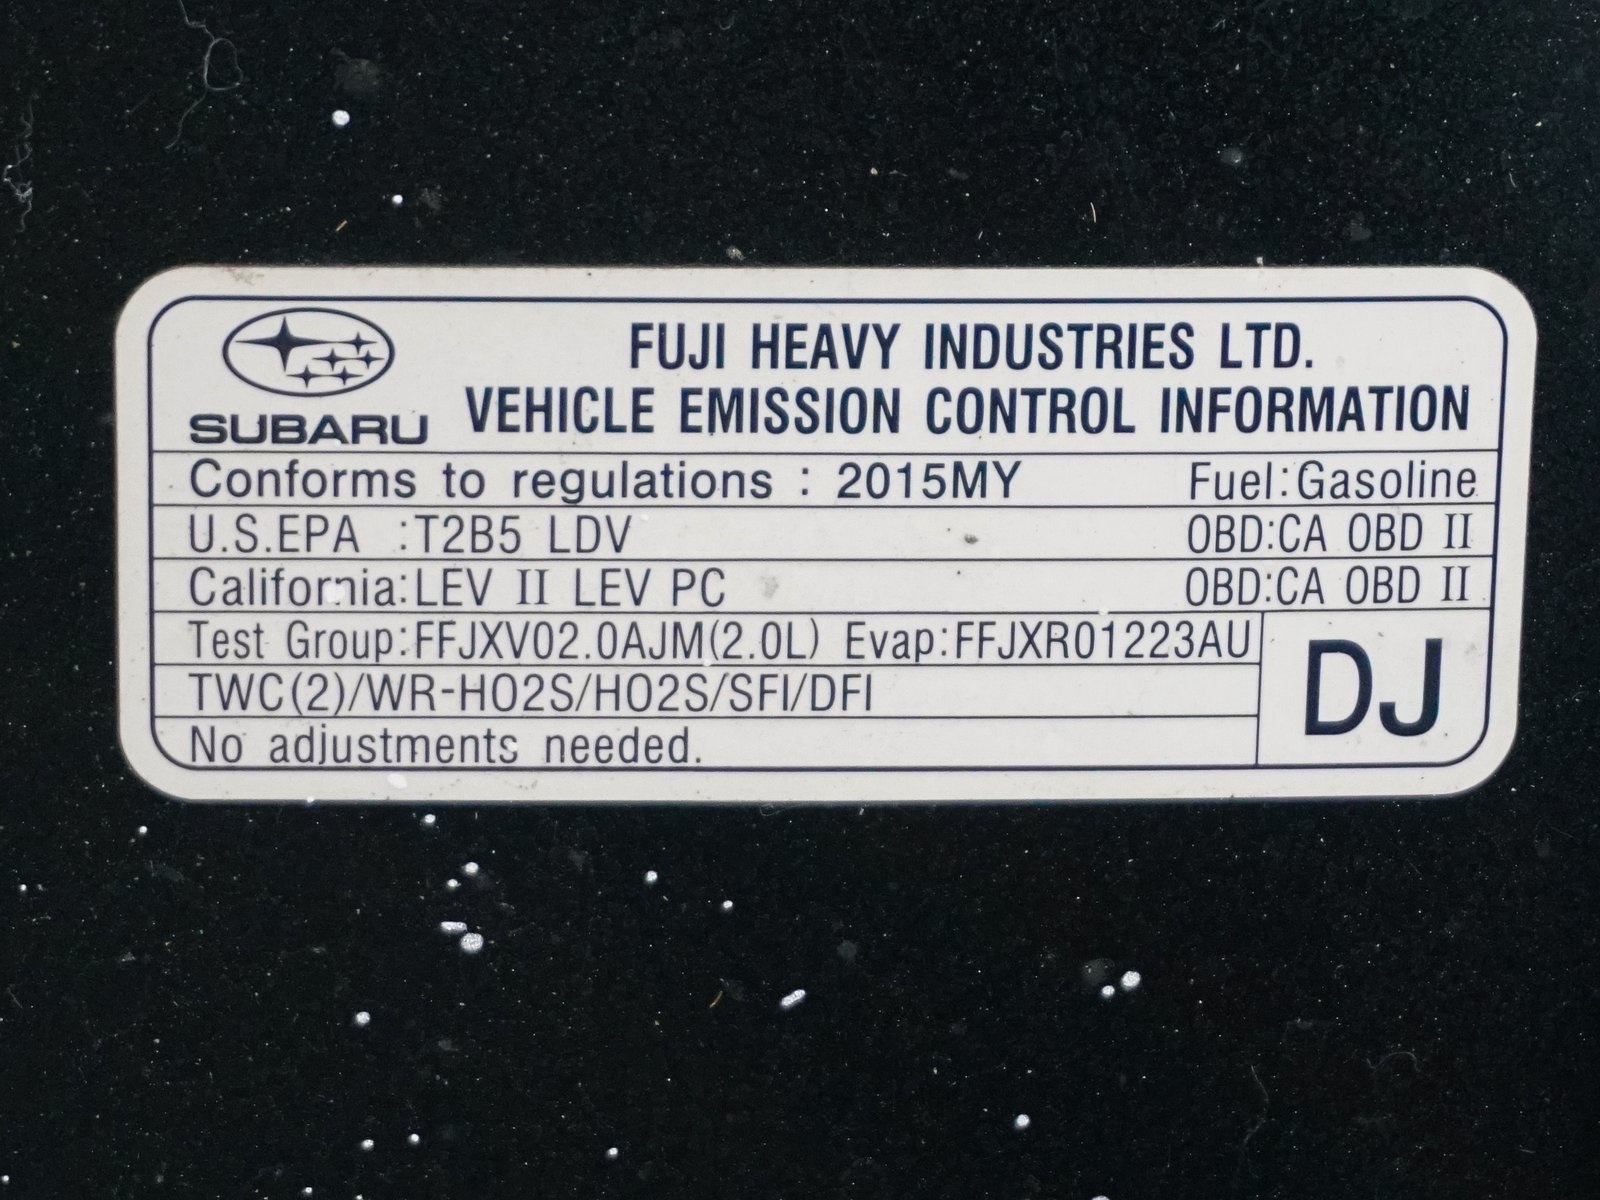 FUJI HEAVY INDUSTRIES LTD.
SUBARU VEHICLE EMISSION CONTROL INFORMATION
Conforms to regulations : 2015MY Fuel:Gasoline
U.S.EPA :T2B5 LDV OBD:CA OBD II
California:LEV II LEV PC OBD:CA OBD II
Test Group:FFJXV02.0AJM(2.0L) Evap:FFJXR01223AU
TWC(2)/WR-HO2S/HO2S/SFI/DFI
DJ
No adjustments needed.